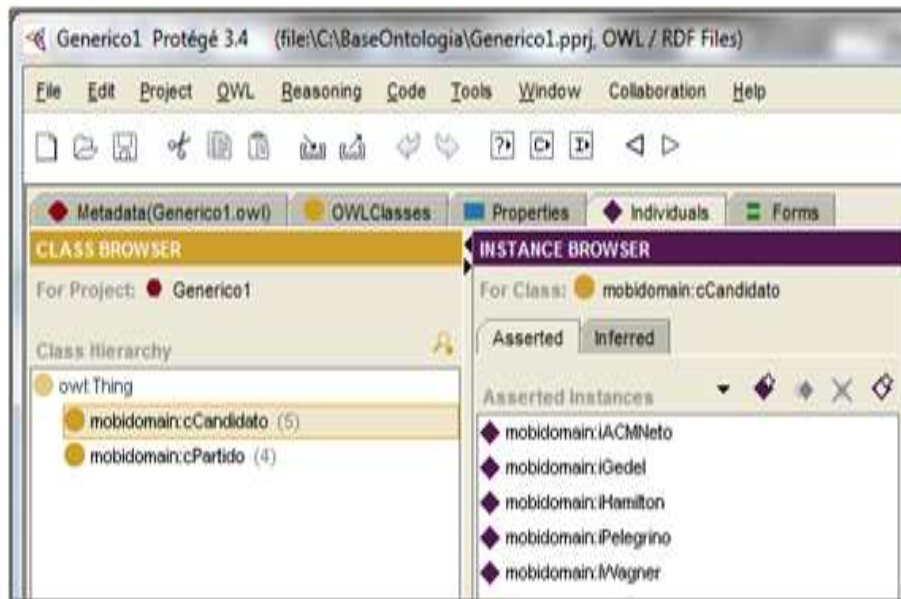 Generico1 Protégé 3.4 (file:\C:\BaseOntologia\Generico1.pprj, OWL / RDF Files)
File Edit Project OWL Reasoning Code Tools Window Collaboration Help
Metadata(Generico1.owl) OWLClasses Properties Individuals Forms
CLASS BROWSER
For Project: Generico1
Class Hierarchy
owl:Thing
mobidomain:cCandidato (5)
mobidomain:cPartido (4)
INSTANCE BROWSER
For Class: mobidomain:cCandidato
Asserted Inferred
Asserted Instances
mobidomain:iACMNeto
mobidomain:iGedel
mobidomain:iHamilton
mobidomain:iPelegrino
mobidomain:iWagner